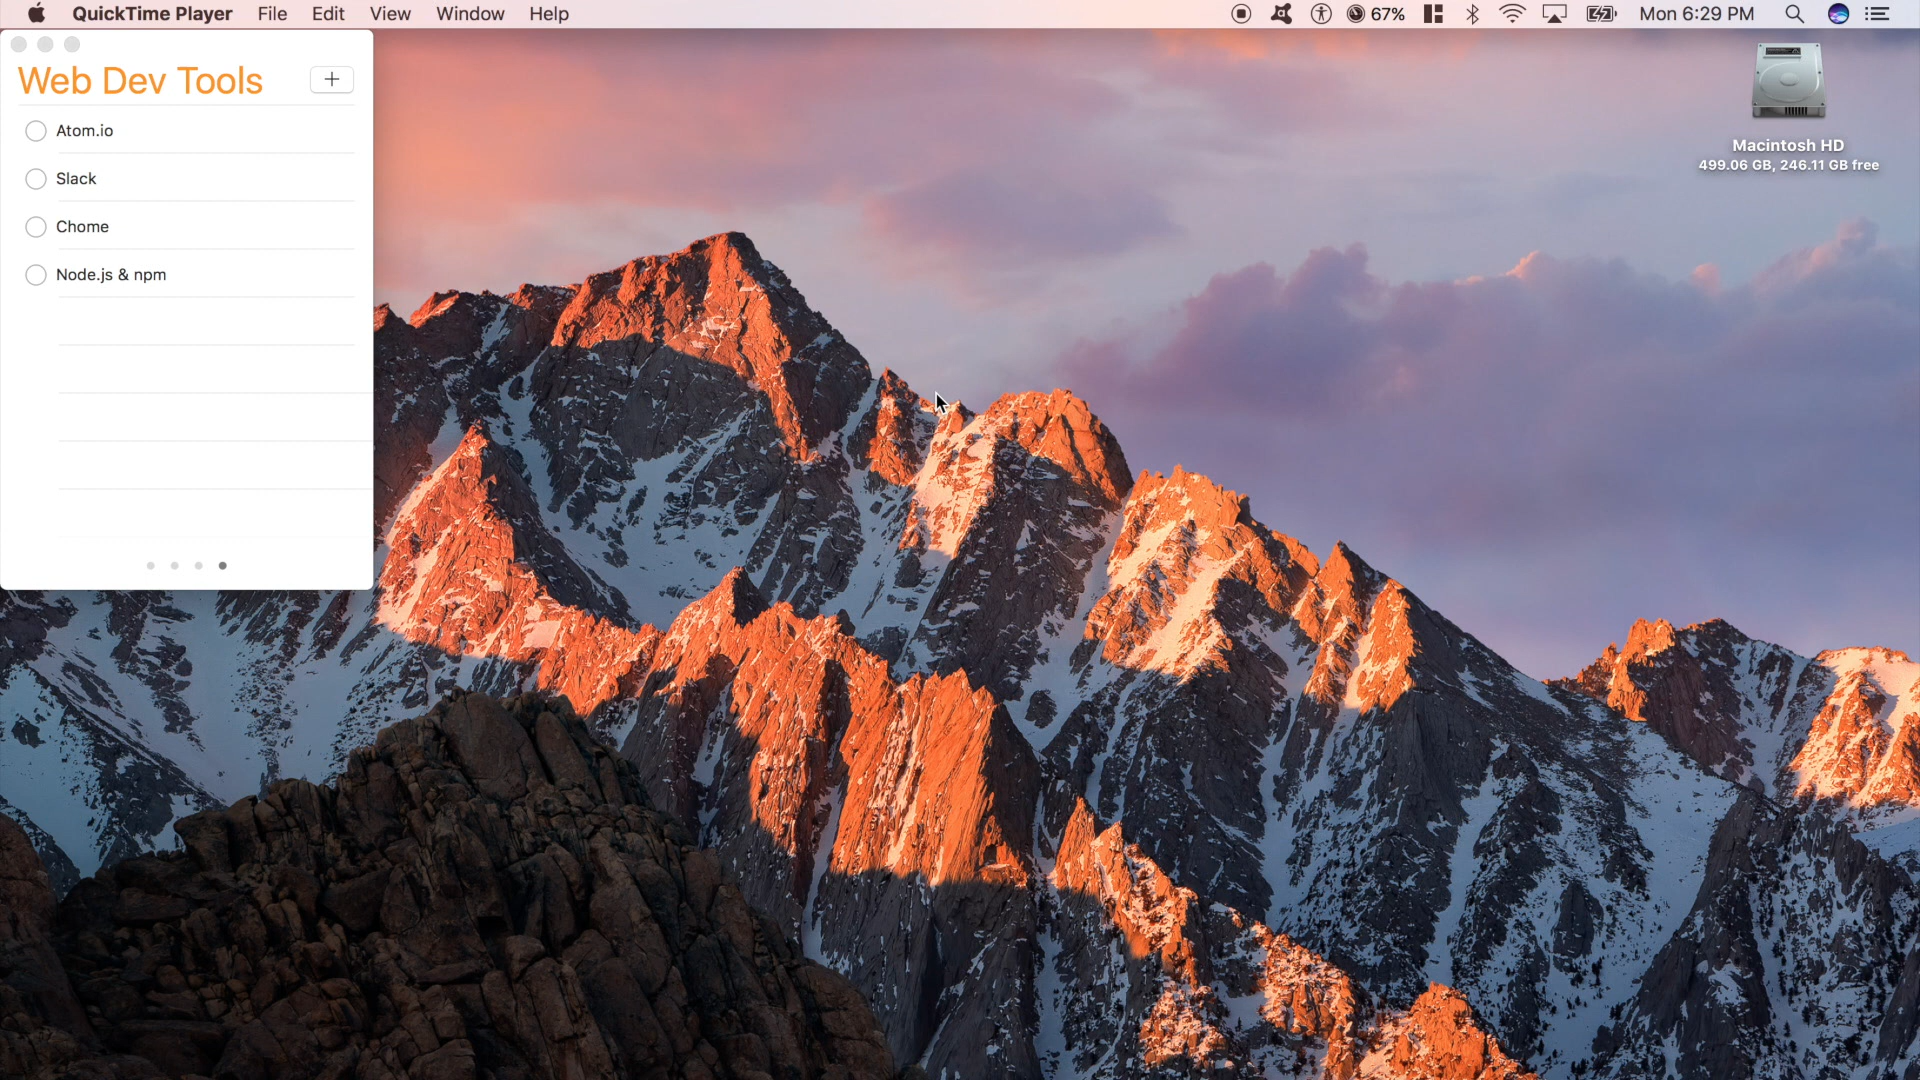 QuickTime Player File Edit View Window Help 67% Mon 6:29 PM
Web Dev Tools
Atom.io
Slack
Chome
Node.js & npm
Macintosh HD
499.06 GB, 246.11 GB free